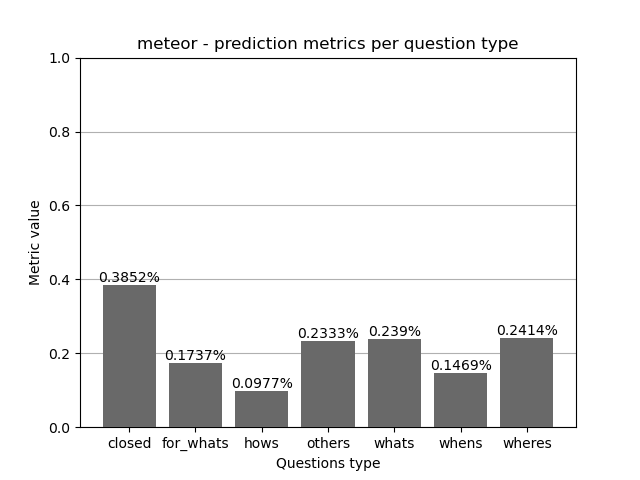 meteor - prediction metrics per question type
1.0
0.8
0.6
0.4
0.2
0.0
Metric value
0.3852%
0.1737%
0.0977%
0.2333%
0.239%
0.1469%
0.2414%
closed
for_whats
hows
others
whats
whens
wheres
Questions type